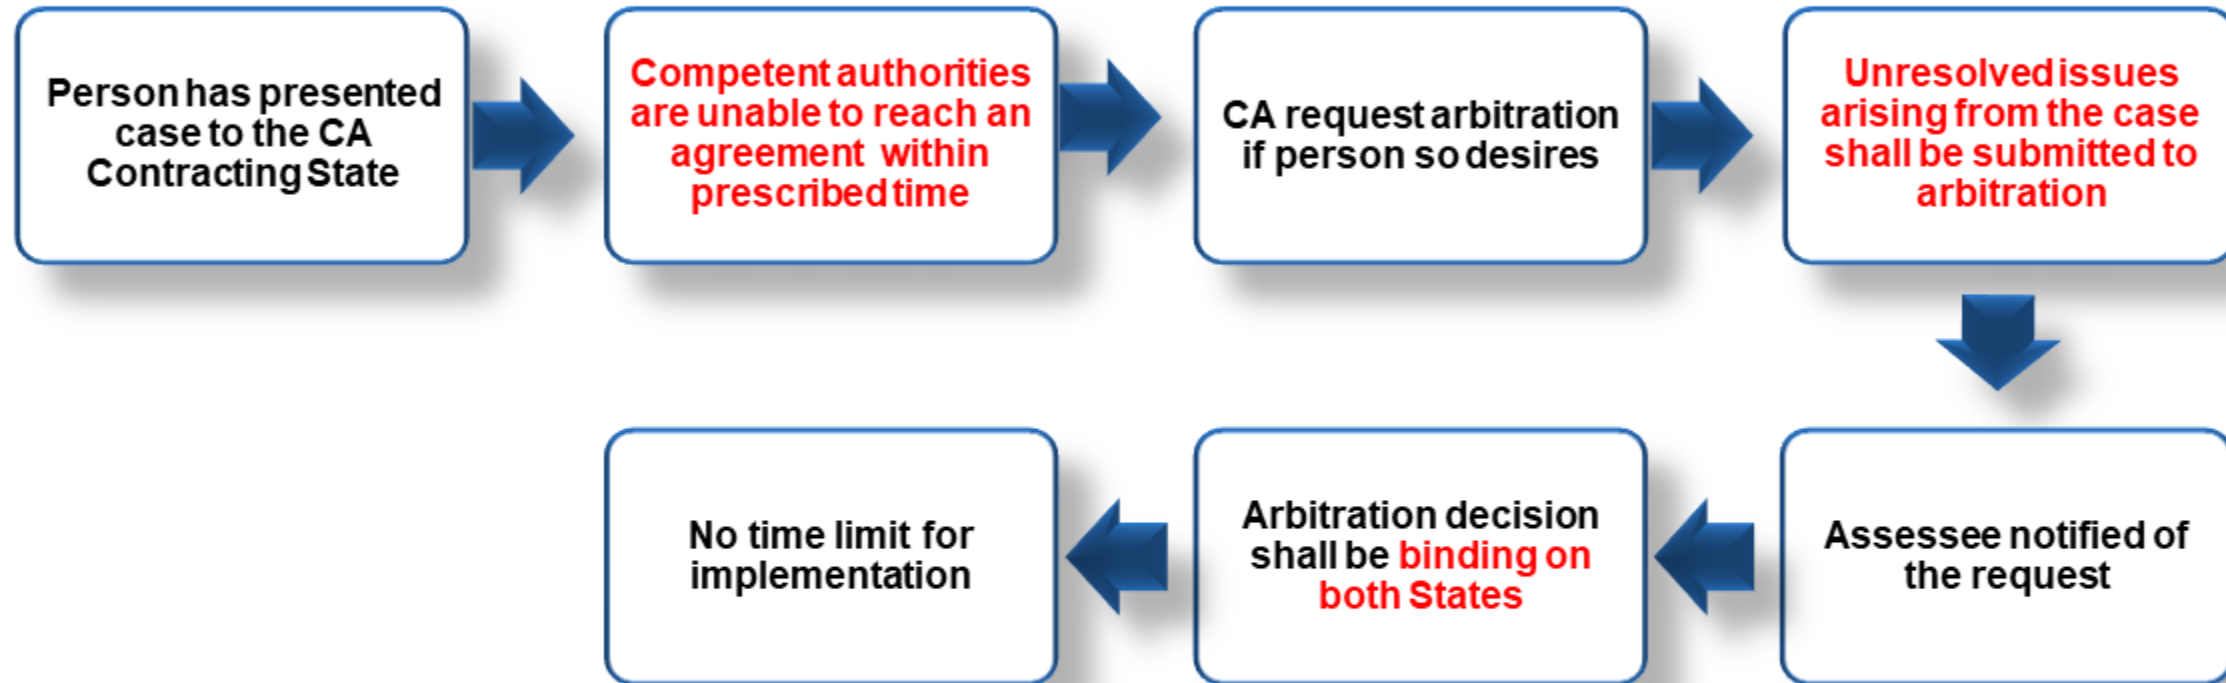 Person has presented
case to the CA
Contracting State
Competent authorities
are unable to reach an
agreement within
prescribed time
CA request arbitration
if person so desires
Unresolved issues
arising from the case
shall be submitted to
arbitration
Assessee notified of
the request
Arbitration decision
shall be binding on
both States
No time limit for
implementation